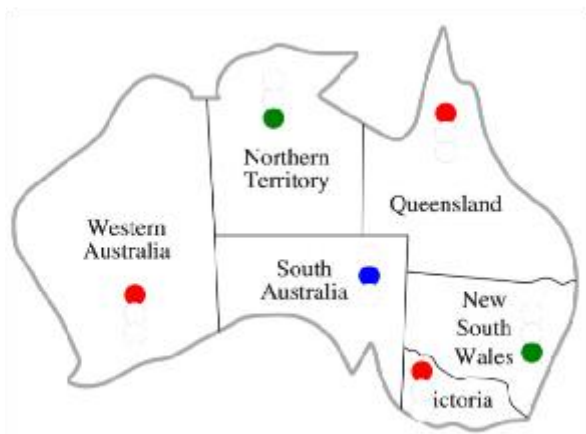 Northern
Territory
Queensland
Western
Australia
South
Australia
New
South
Wales
ictoria